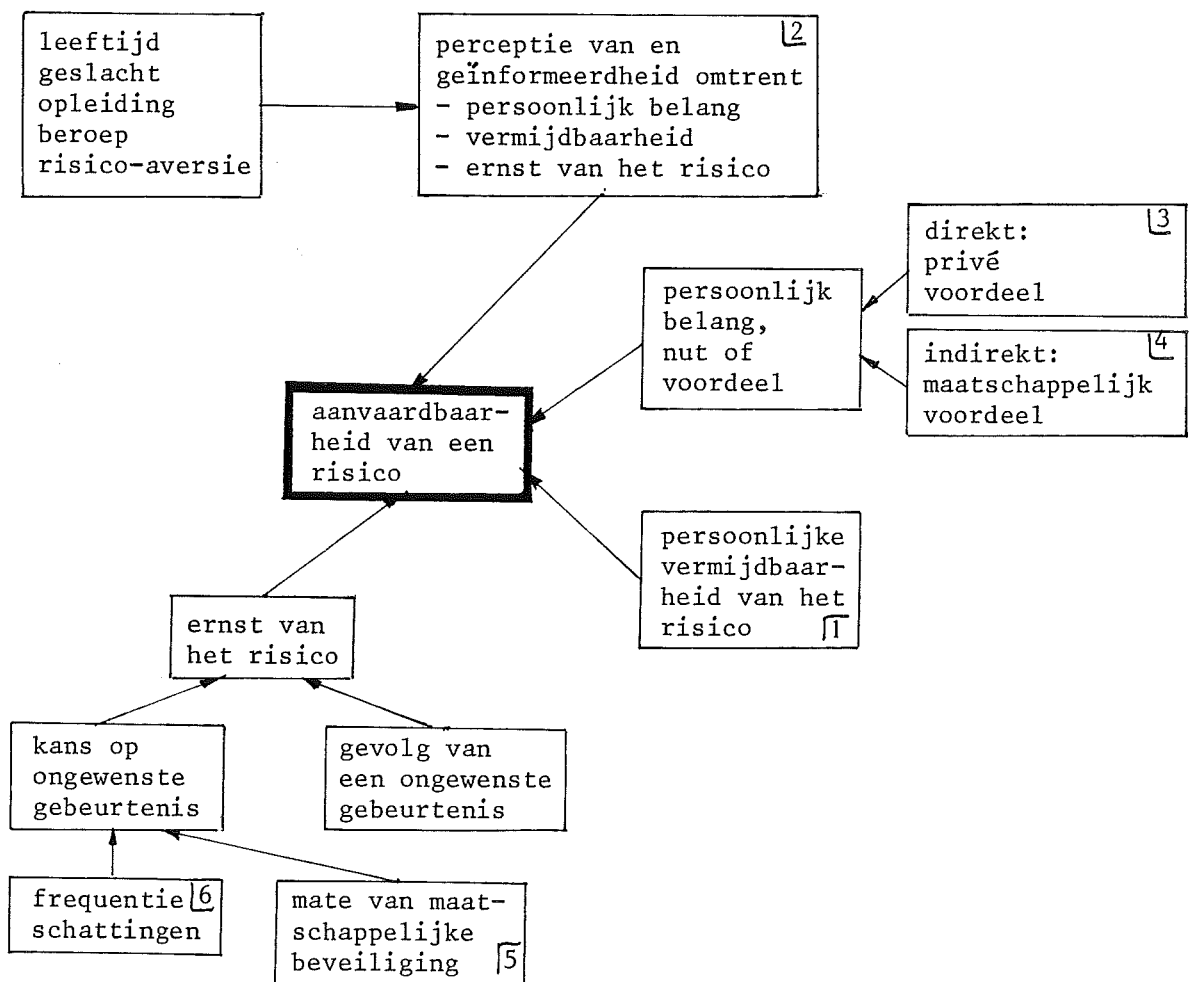 leeftijd
geslacht
opleiding
beroep
risico-aversie
2
perceptie van en
geïnformeerdheid omtrent
- persoonlijk belang
- vermijdbaarheid
- ernst van het risico
3
direkt:
privé
voordeel
persoonlijk
belang,
nut of
voordeel
4
indirekt:
maatschappelijk
voordeel
aanvaardbaar-
heid van een
risico
persoonlijke
vermijdbaar-
heid van het
risico 1
ernst van
het risico
kans op
ongewenste
gebeurtenis
gevolg van
een ongewenste
gebeurtenis
frequentie 6
schattingen
mate van maat-
schappelijke
beveiliging 5